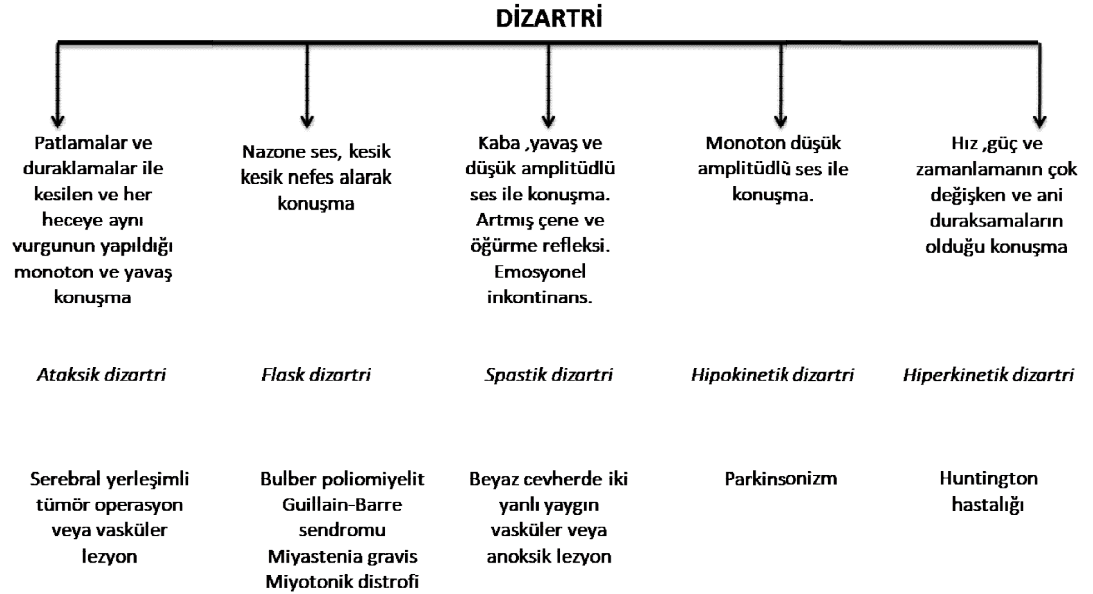 DİZARTRİ
Patlamalar ve
duraklamalar ile
kesilen ve her
heceye aynı
vurgunun yapıldığı
monoton ve yavaş
konuşma
Nazone ses, kesik
kesik nefes alarak
konuşma
Kaba ,yavaş ve
düşük amplitüdlü
ses ile konuşma.
Artmış çene ve
öğürme refleksi.
Emosyonel
inkontinans.
Monoton düşük
amplitüdlü ses ile
konuşma.
Hız ,güç ve
zamanlamanın çok
değişken ve ani
duraksamaların
olduğu konuşma
Ataksik dizartri
Flask dizartri
Spastik dizartri
Hipokinetik dizartri
Hiperkinetik dizartri
Serebral yerleşimli
tümör operasyon
veya vasküler
lezyon
Bulber poliomiyelit
Guillain-Barre
sendromu
Miyastenia gravis
Miyotonik distrofi
Beyaz cevherde iki
yanlı yaygın
vasküler veya
anoksik lezyon
Parkinsonizm
Huntington
hastalığı